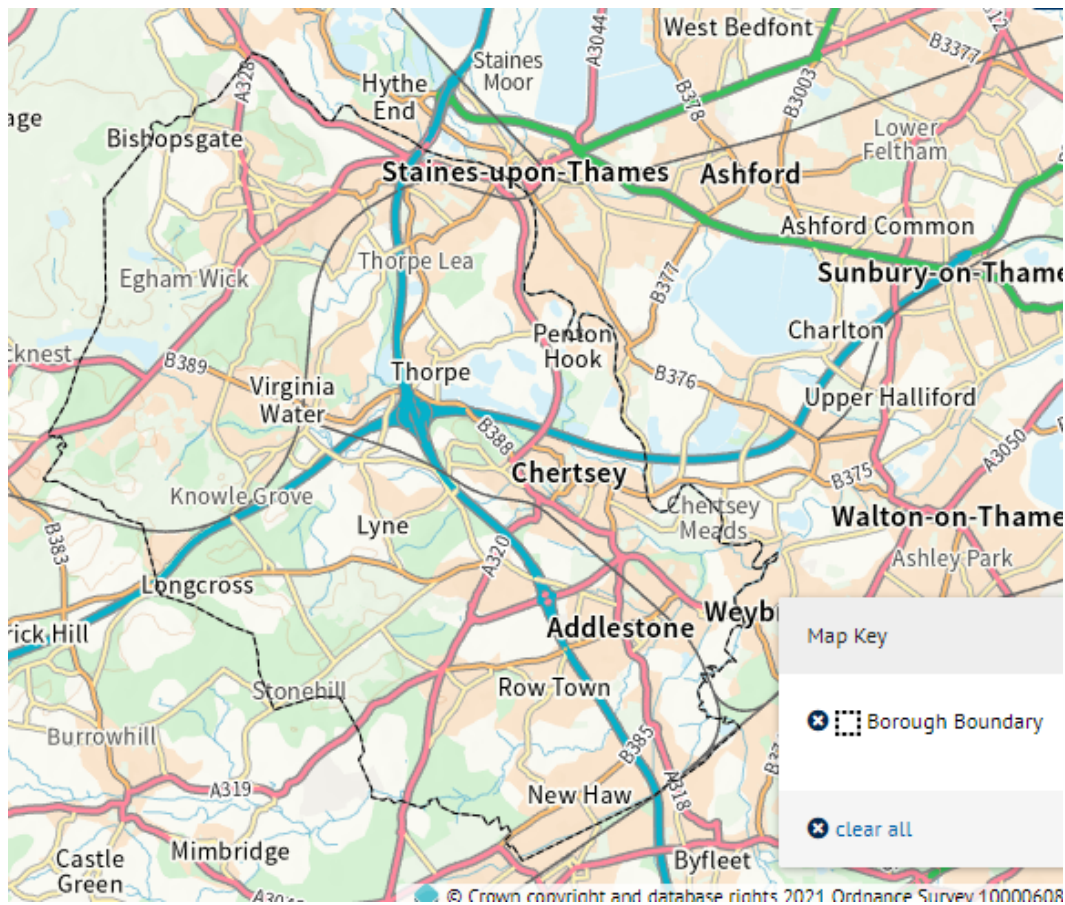 West Bedfont
A3044
B3377
Staines
Moor
A328
Hythe
End
B378
B3003
age
Bishopsgate
Lower
Feltham
Staines-upon-Thames
Ashford
Ashford Common
Thorpe Lea
Egham Wick
Sunbury-on-Thame
B377
Penton
Hook
Charlton
cknest
B389
Thorpe
Virginia
Water
B376
Upper Halliford
B388
A3050
Chertsey
B375
Knowle Grove
Chertsey
Meads
Lyne
Walton-on-Thame
B383
A320
Ashley Park
Longcross
rick Hill
Addlestone
Weyb
Map Key
Row Town
Stonehill
Borough Boundary
Burrowhill
B385
A319
A318
New Haw
clear all
Mimbridge
Castle
Green
Byfleet
© Crown copyright and database rights 2021 Ordnance Survey 10000608